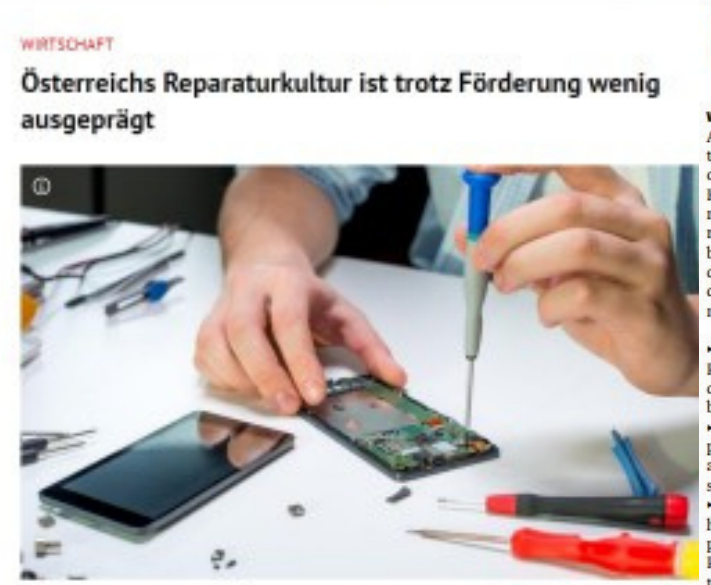 WIRTSCHAFT
Österreichs Reparaturkultur ist trotz Förderung wenig
ausgeprägt